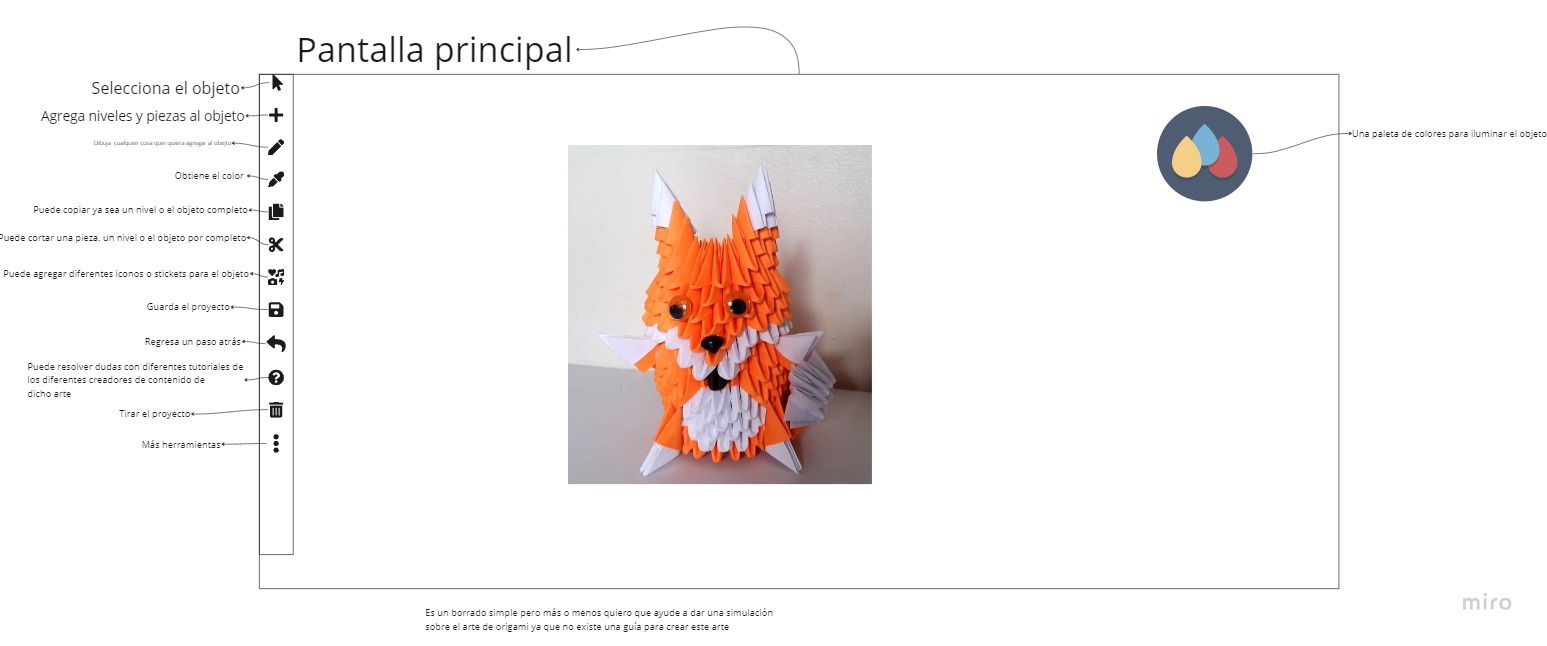 Pantalla principal
Selecciona el objeto
Agrega niveles y piezas al objeto
Dibuja cualquier cosa quei quiera agregar al obejto
Obtiene el color
Puede copiar ya sea un nivel o el objeto completo
Puede cortar una pieza, un nivel o el objeto por completo
Puede agregar diferentes iconos o stickets para el objeto
Guarda el proyecto
Regresa un paso atrás
Puede resolver dudas con diferentes tutoriales de
los diferentes creadores de contenido de
dicho arte
Tirar el proyecto
Más herramientas
Una paleta de colores para iluminar el objeto
Es un borrado simple pero más o menos quiero que ayude a dar una simulación
sobre el arte de origami ya que no existe una guía para crear este arte
miro